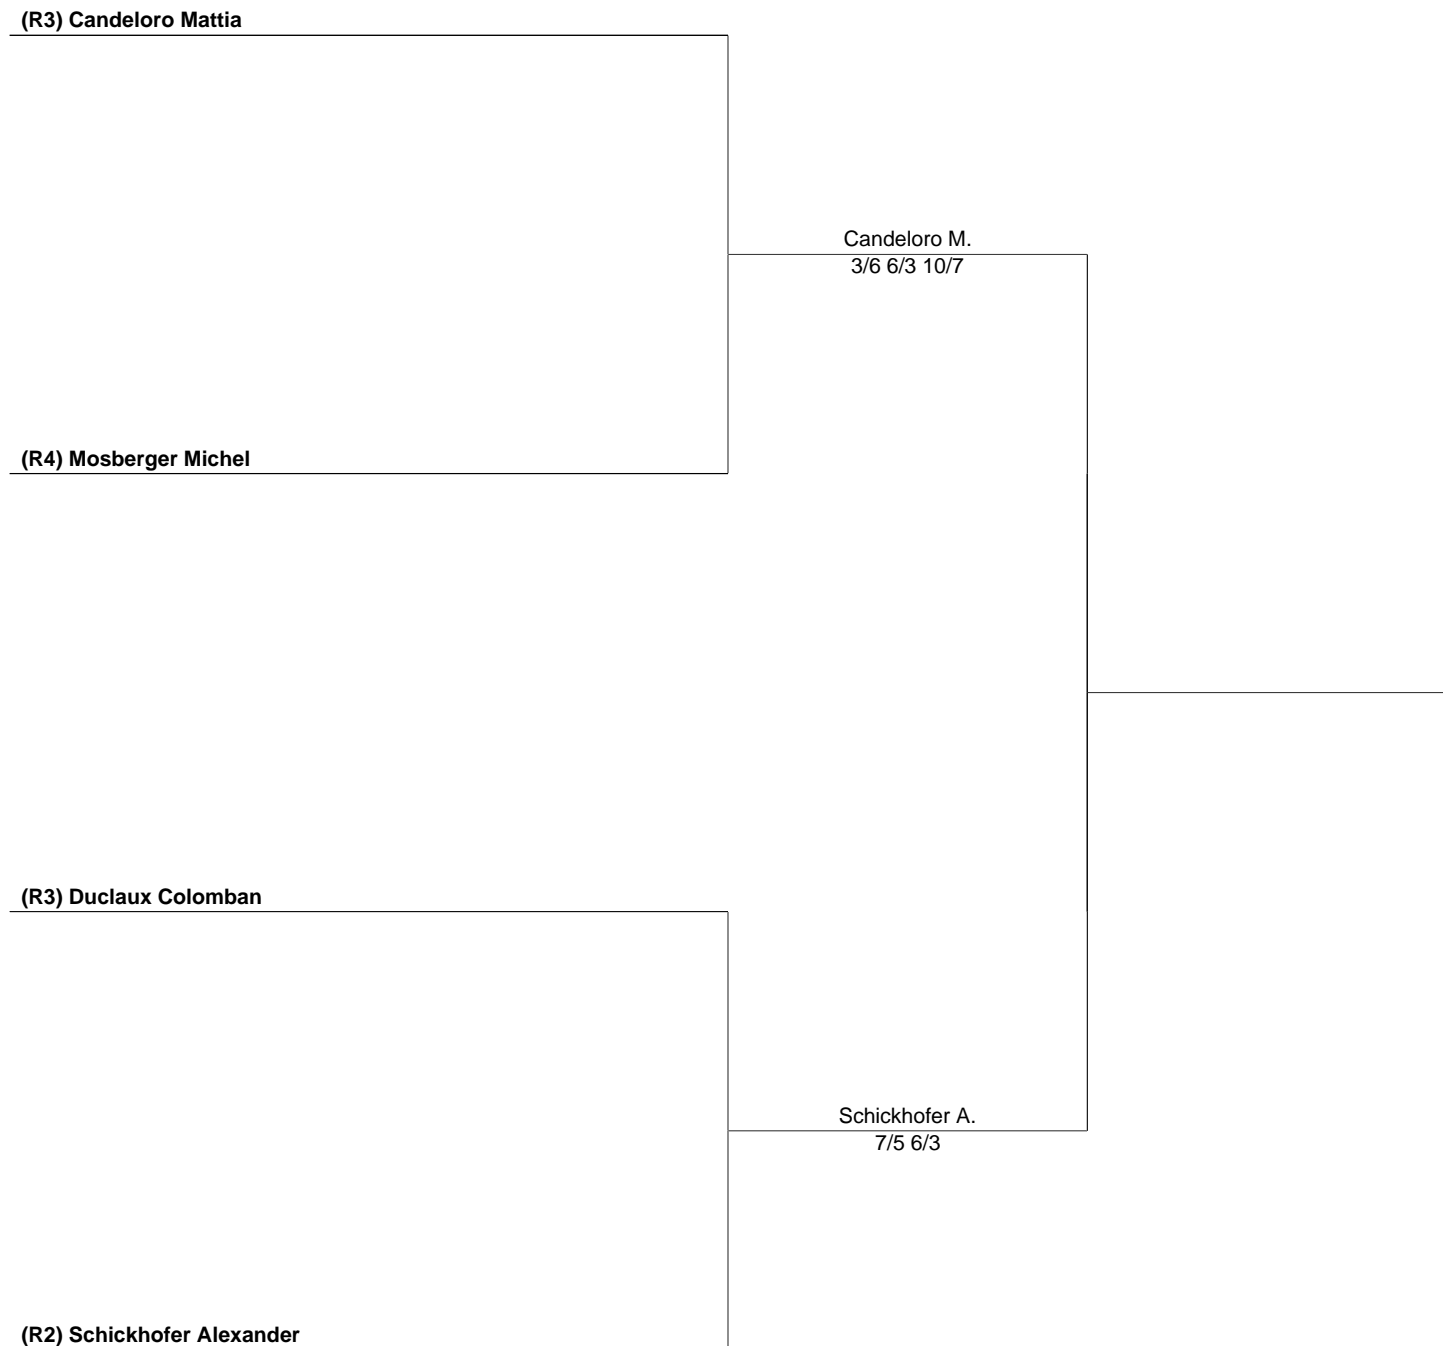 (R3) Candeloro Mattia
Candeloro M.
3/6 6/3 10/7
(R4) Mosberger Michel
(R3) Duclaux Colomban
Schickhofer A.
7/5 6/3
(R2) Schickhofer Alexander